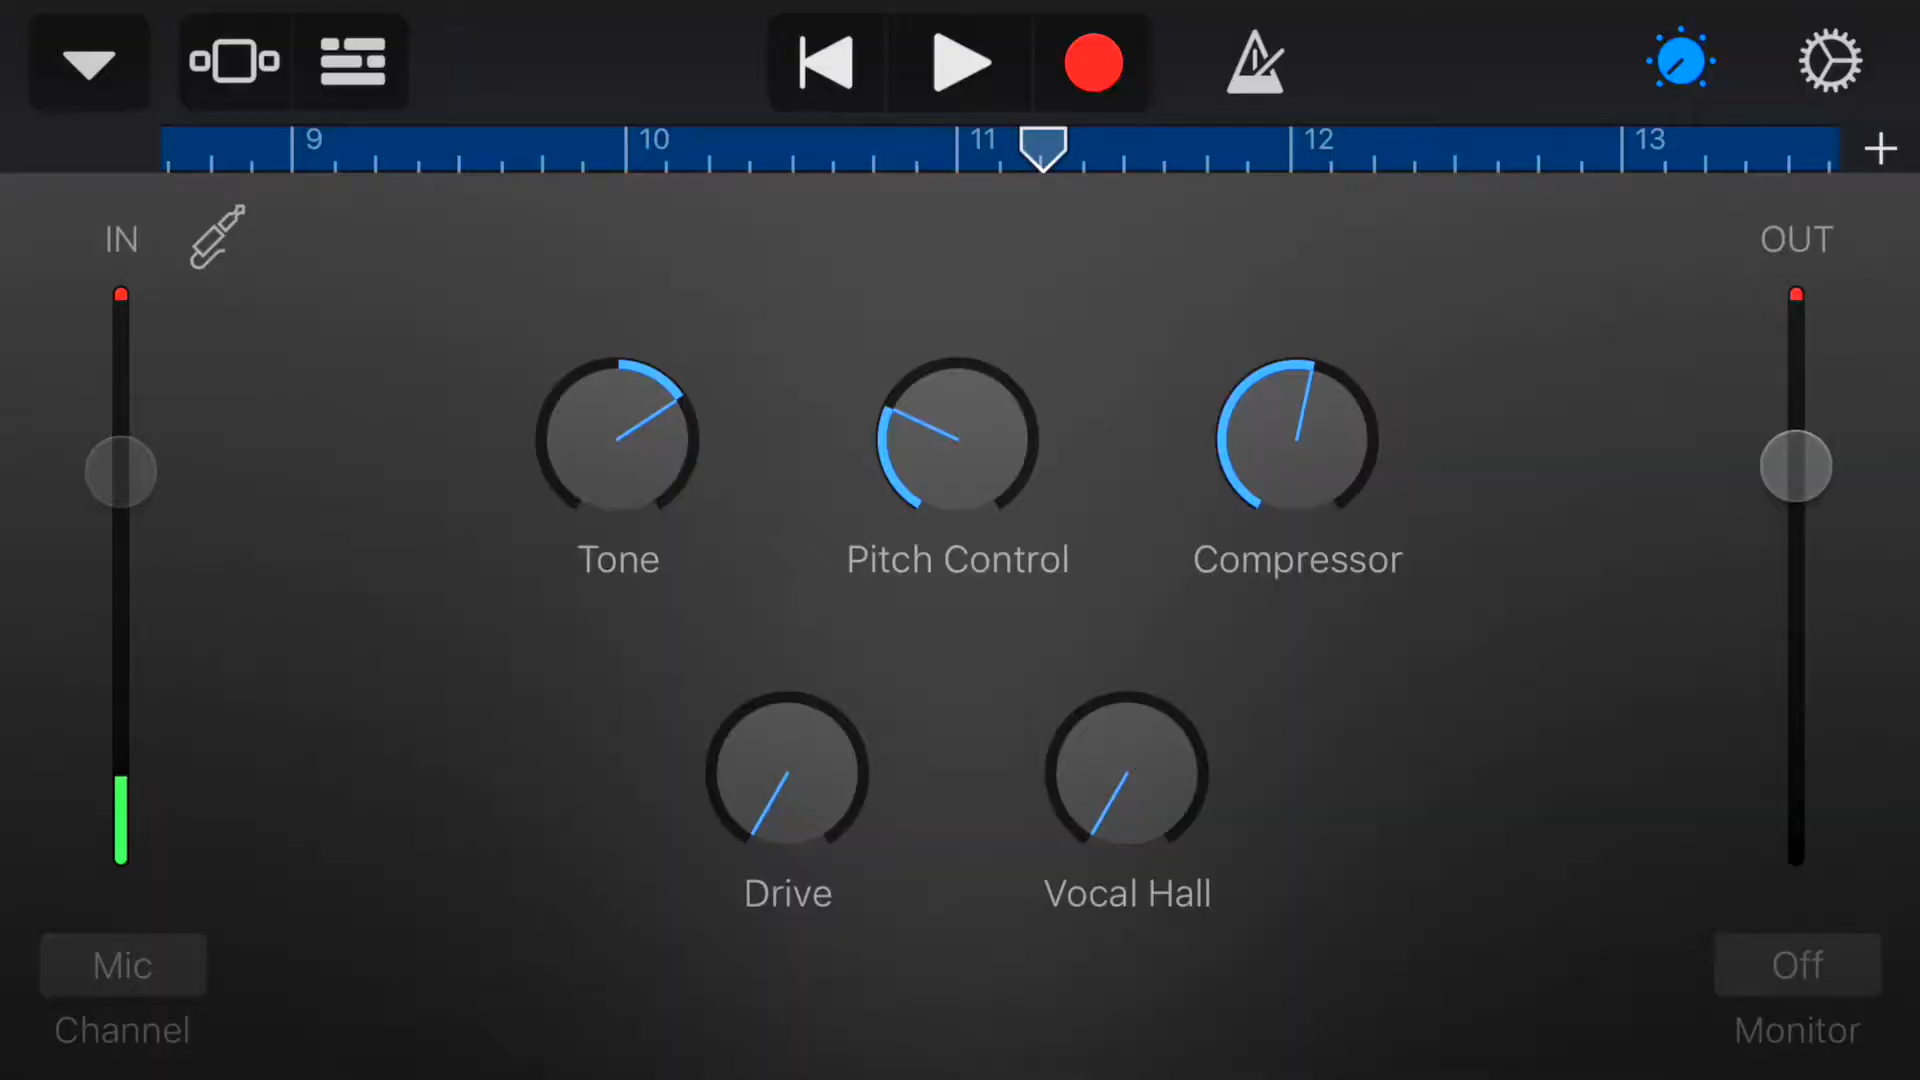 9 10 11 12 13
IN
OUT
Tone
Pitch Control
Compressor
Drive
Vocal Hall
Mic
Off
Channel
Monitor